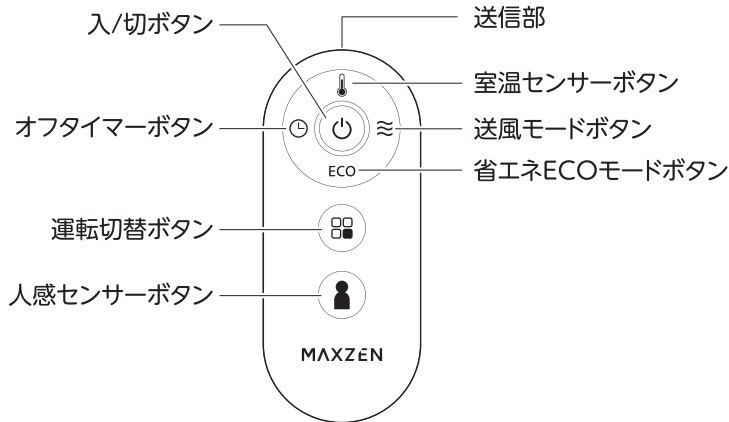 入/切ボタン
送信部
室温センサーボタン
オフタイマーボタン
送風モードボタン
省エネECOモードボタン
ECO
運転切替ボタン
人感センサーボタン
MAXZEN